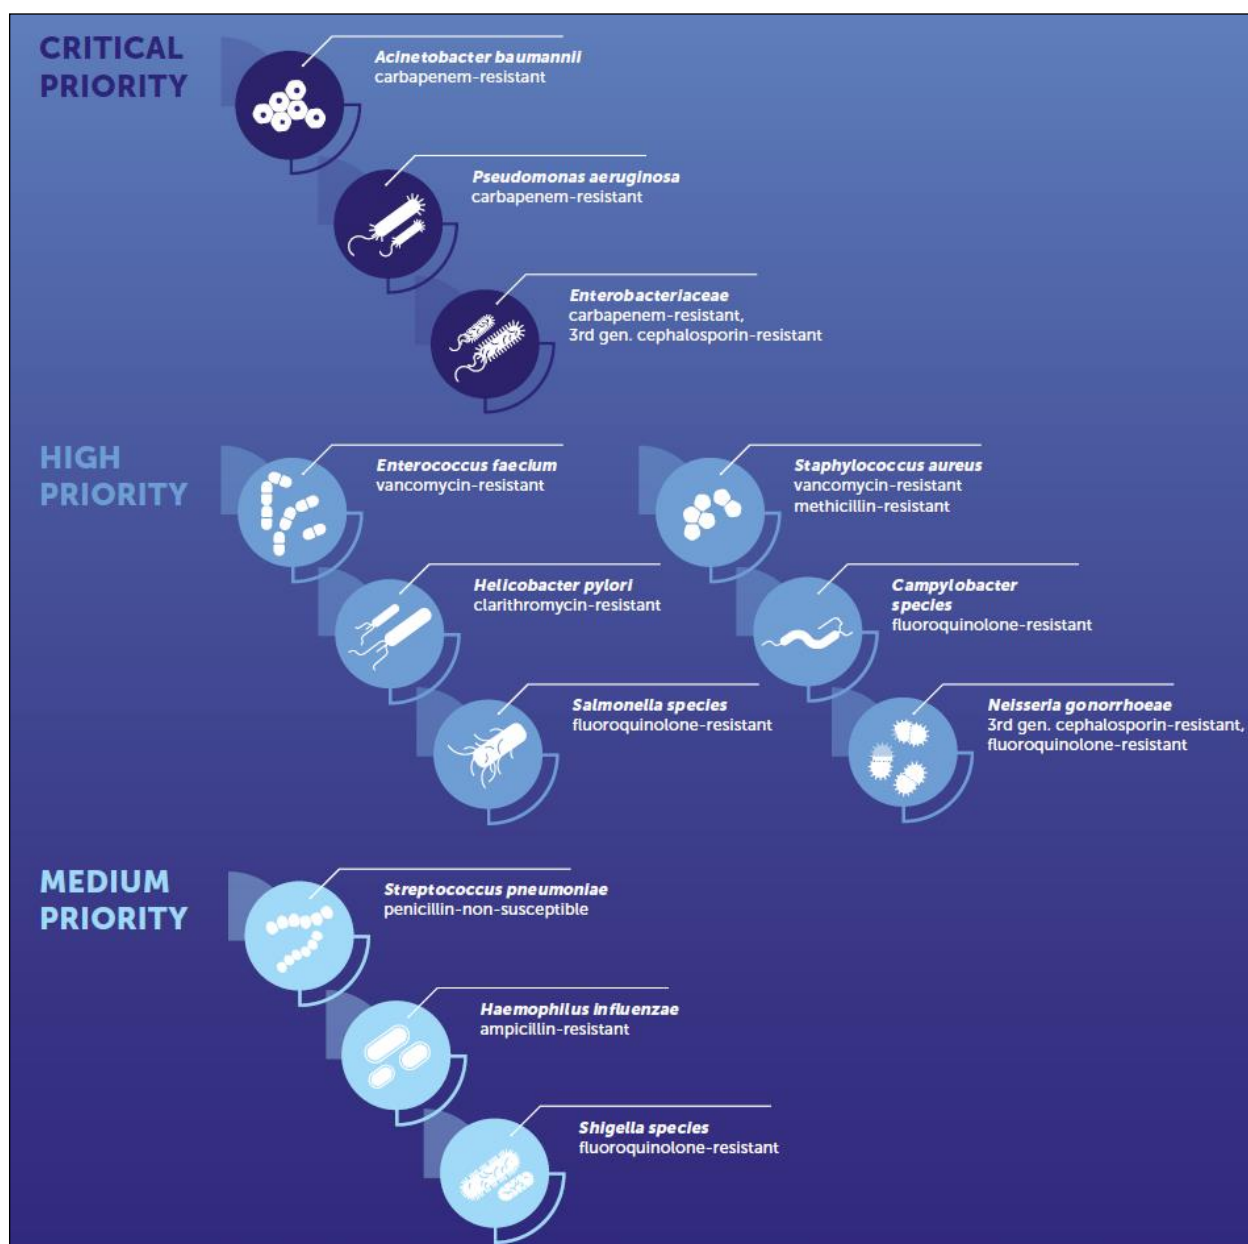 CRITICAL
PRIORITY
Acinetobacter baumannii
carbapenem-resistant
Pseudomonas aeruginosa
carbapenem-resistant
Enterobacteriaceae
carbapenem-resistant,
3rd gen. cephalosporin-resistant
HIGH
PRIORITY
Enterococcus faecium
vancomycin-resistant
Helicobacter pylori
clarithromycin-resistant
Salmonella species
fluoroquinolone-resistant
Staphylococcus aureus
vancomycin-resistant
methicillin-resistant
Campylobacter
species
fluoroquinolone-resistant
Neisseria gonorrhoeae
3rd gen. cephalosporin-resistant,
fluoroquinolone-resistant
MEDIUM
PRIORITY
Streptococcus pneumoniae
penicillin-non-susceptible
Haemophilus influenzae
ampicillin-resistant
Shigella species
fluoroquinolone-resistant